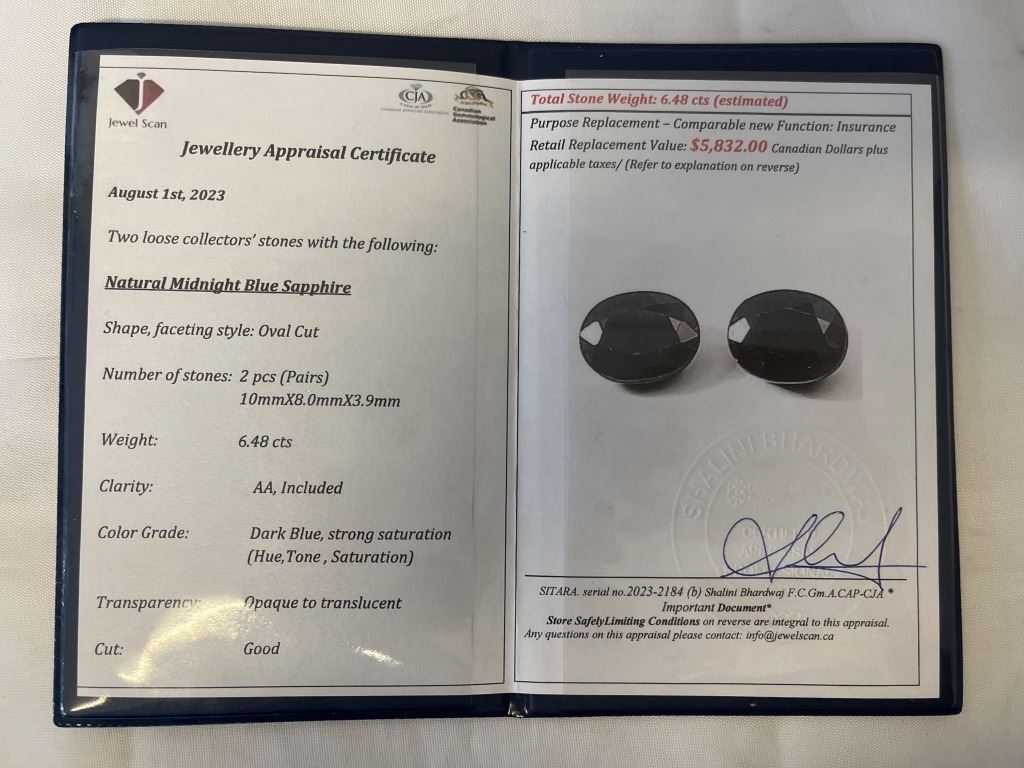 J
Jewel Scan
CJA
Canadian
Gemmological
Association
Jewellery Appraisal Certificate
August 1st, 2023
Two loose collectors' stones with the following:
Natural Midnight Blue Sapphire
Shape, faceting style: Oval Cut
Number of stones: 2 pcs (Pairs)
10mmX8.0mmX3.9mm
Weight: 6.48 cts
Clarity: AA, Included
Color Grade: Dark Blue, strong saturation
(Hue,Tone , Saturation)
Transparency: Opaque to translucent
Cut: Good
Total Stone Weight: 6.48 cts (estimated)
Purpose Replacement – Comparable new Function: Insurance
Retail Replacement Value: $5,832.00 Canadian Dollars plus
applicable taxes/ (Refer to explanation on reverse)
SHALINI BHARDWAJ
SITARA. serial no.2023-2184 (b) Shalini Bhardwaj F.C.Gm.A.CAP-CJA *
Important Document*
Store SafelyLimiting Conditions on reverse are integral to this appraisal.
Any questions on this appraisal please contact: info@jewelscan.ca